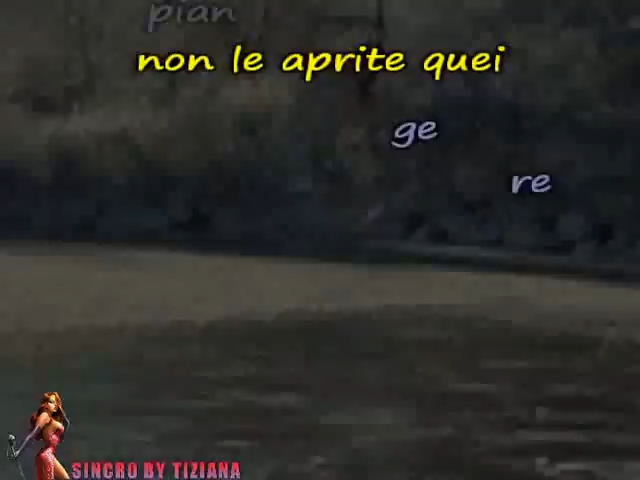 pian
non le aprite quei
ge
re
SINCRO BY TIZIANA